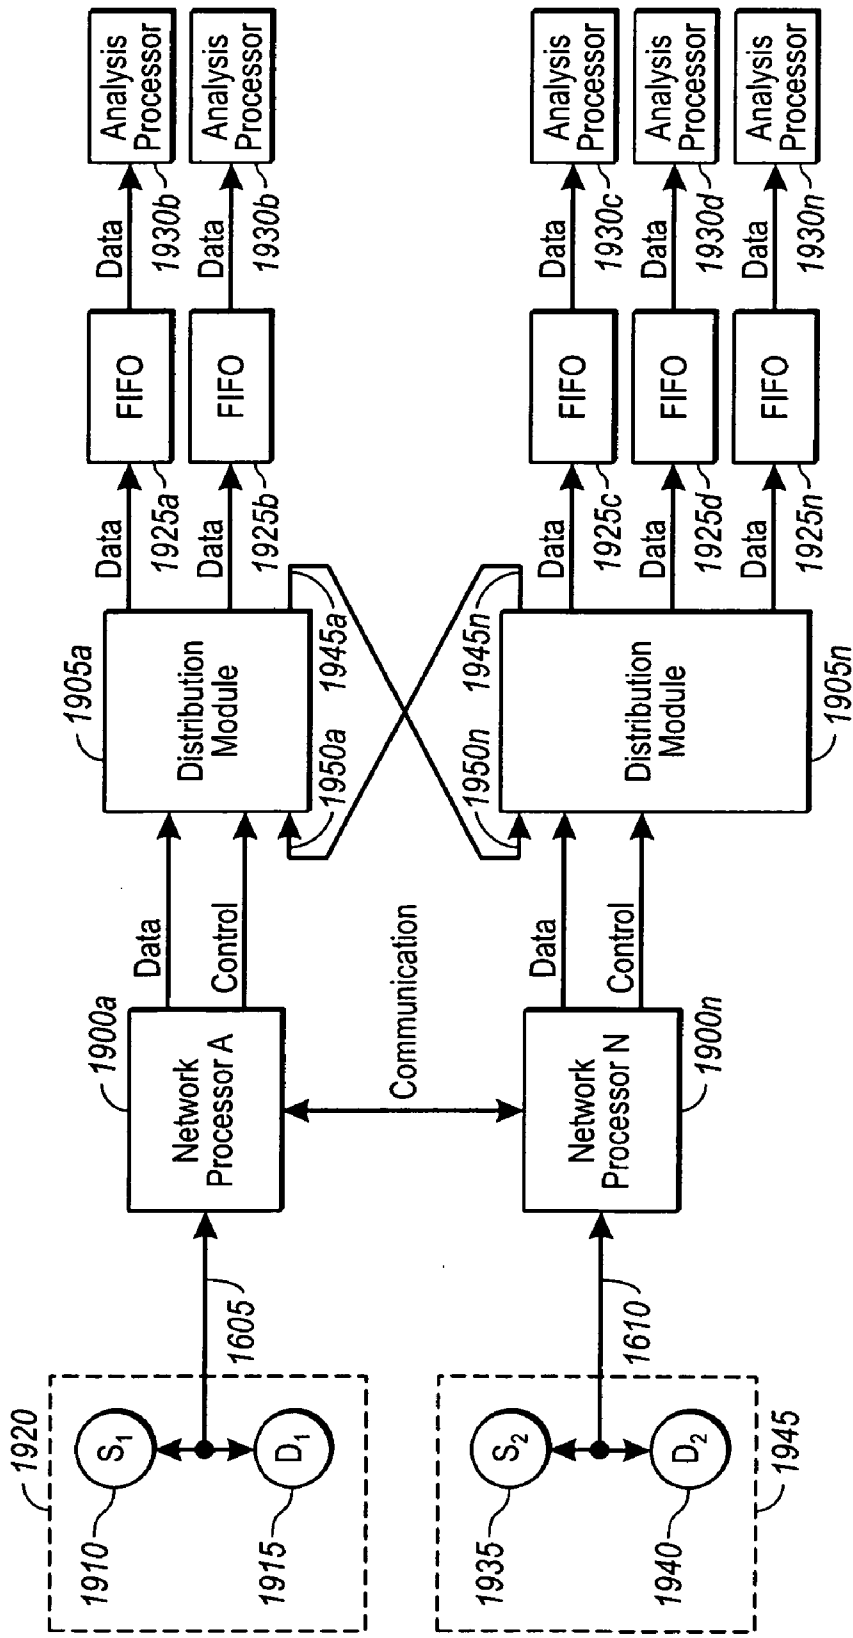 1920
S1
1910
D1
1915
1605
1900a
Network
Processor A
Data
Control
1905a
Distribution
Module
1950a
1945a
Data
1925a
FIFO
Data
1930b
Analysis
Processor
Data
1925b
FIFO
Data
1930b
Analysis
Processor
Communication
S2
1935
D2
1940
1945
1610
Network
Processor N
1900n
Data
Control
1950n
1945n
Distribution
Module
1905n
Data
1925c
FIFO
Data
1930c
Analysis
Processor
Data
1925d
FIFO
Data
1930d
Analysis
Processor
Data
1925n
FIFO
Data
1930n
Analysis
Processor